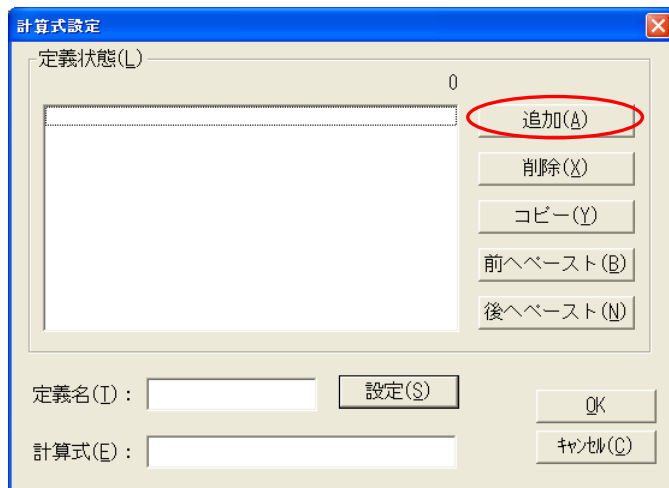 計算式設定
定義状態(L)
0
追加(A)
削除(X)
コピー(Y)
前へペースト(B)
後へペースト(N)
定義名(T)：
設定(S)
OK
計算式(E)：
ｷｬﾝｾﾙ(C)